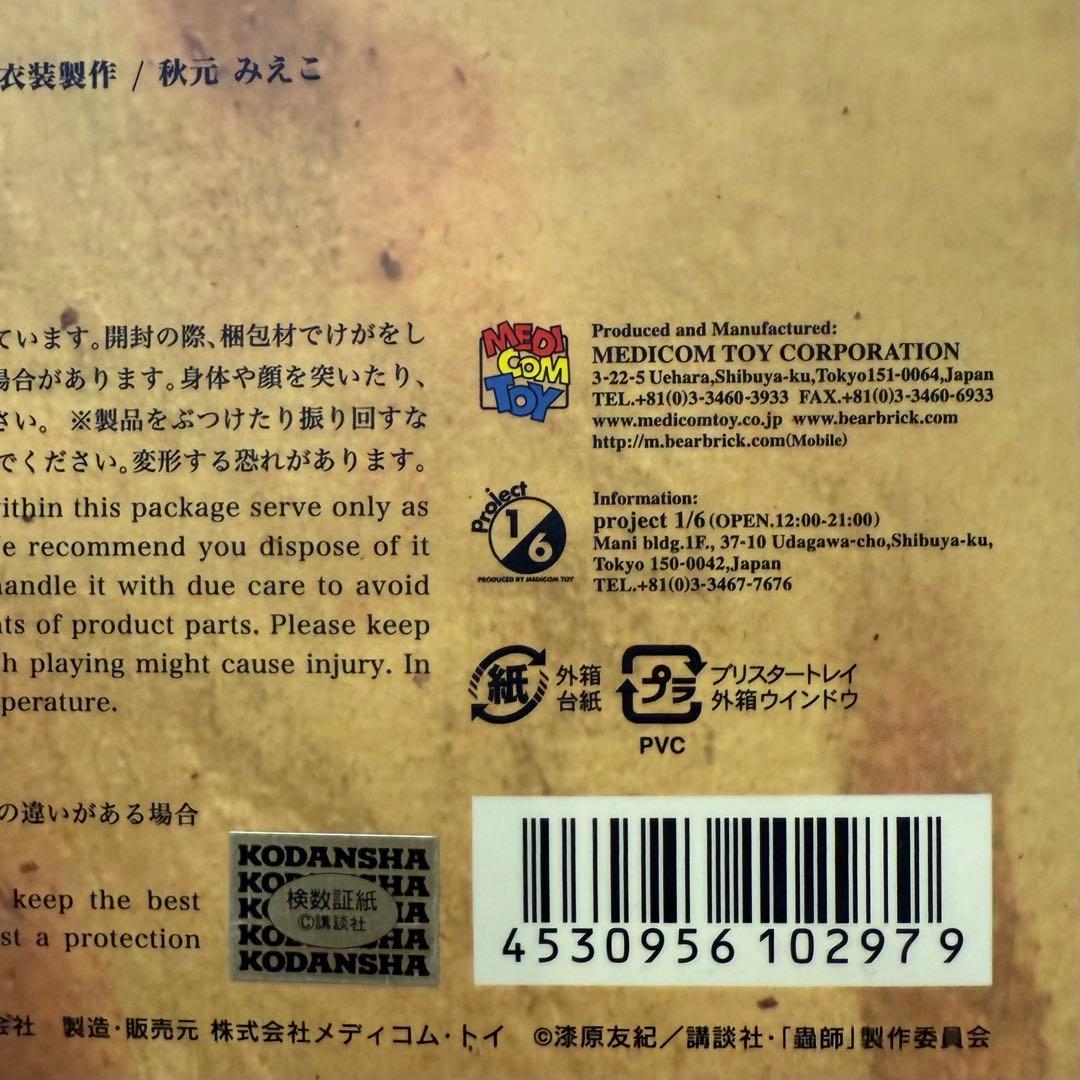 衣装製作 / 秋元 みえこ
ています。開封の際、梱包材でけがをし
場合があります。身体や顔を突いたり、
さい。 ※製品をぶつけたり振り回すな
でください。変形する恐れがあります。
within this package serve only as
We recommend you dispose of it
handle it with due care to avoid
nts of product parts. Please keep
h playing might cause injury. In
perature.
MEDI
COM
TOY
Produced and Manufactured:
MEDICOM TOY CORPORATION
3-22-5 Uehara,Shibuya-ku,Tokyo151-0064,Japan
TEL.+81(0)3-3460-3933 FAX.+81(0)3-3460-6933
www.medicomtoy.co.jp www.bearbrick.com
http://m.bearbrick.com(Mobile)
Project
1/6
PRODUCED BY MEDICOM TOY
Information:
project 1/6 (OPEN.12:00-21:00)
Mani bldg.1F., 37-10 Udagawa-cho,Shibuya-ku,
Tokyo 150-0042,Japan
TEL.+81(0)3-3467-7676
紙
外箱
台紙
プラ
PVC
ブリスタートレイ
外箱ウインドウ
の違いがある場合
keep the best
st a protection
KODANSHA
KODANSHA
KODANSHA
KODANSHA
KODANSHA
検数証紙
©講談社
4530956102979
会社 製造・販売元 株式会社メディコム・トイ ©漆原友紀／講談社・「蟲師」製作委員会